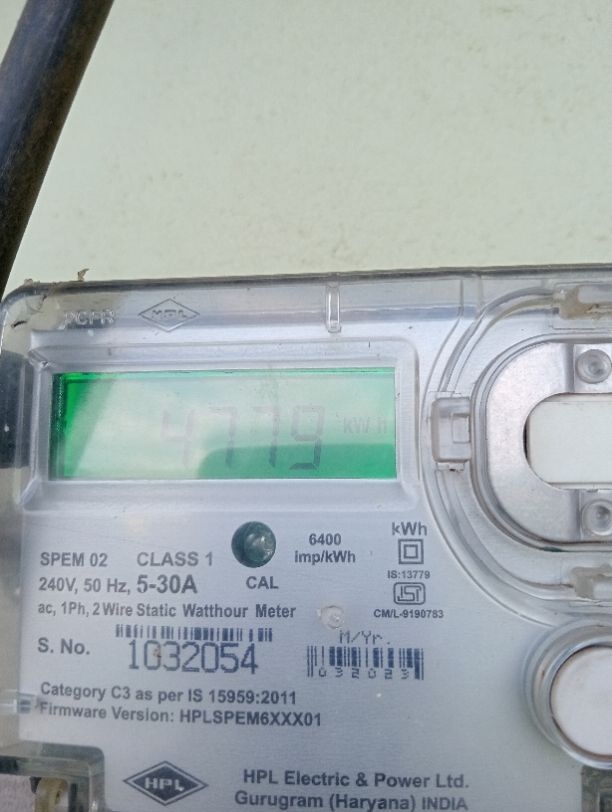 PCFR HPL
4779 kWh
6400
imp/kWh
kWh
SPEM 02 CLASS 1
240V, 50 Hz, 5-30A
CAL
IS:13779
ISI
CM/L-9190783
ac, 1Ph, 2 Wire Static Watthour Meter
S. No. 1032054
M/Yr.
032023
Category C3 as per IS 15959:2011
Firmware Version: HPLSPEM6XXX01
HPL
HPL Electric & Power Ltd.
Gurugram (Haryana) INDIA